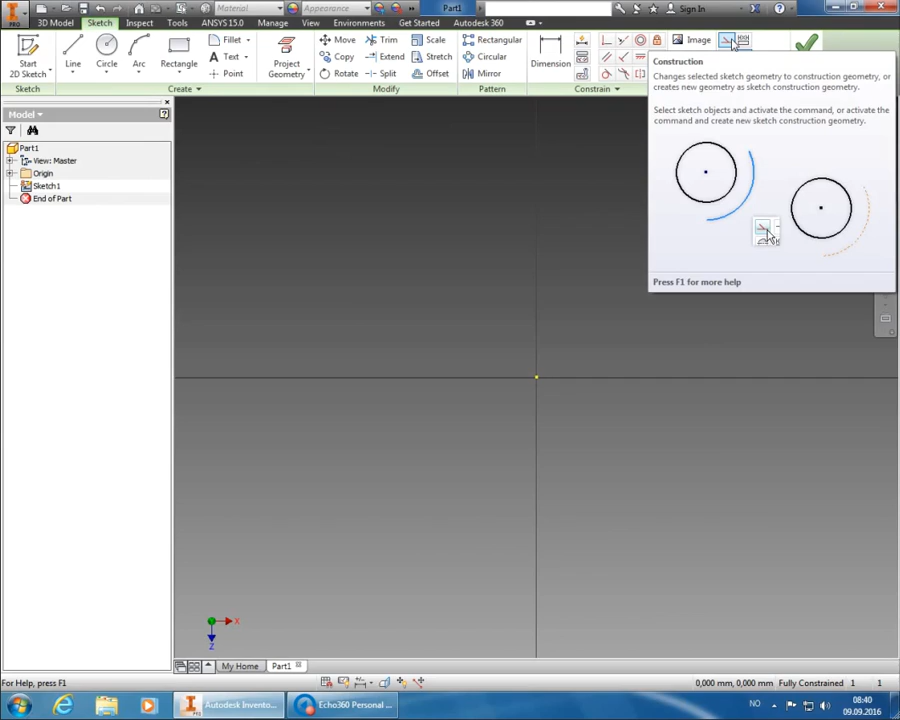 Material
Appearance
Part1
Sign In
PRO
File
Sketch
Inspect
Tools
ANSYS 15.0
Manage
View
Environments
Get Started
Autodesk 360
Start
2D Sketch
Line
Circle
Arc
Rectangle
Fillet
Text
Point
Project
Geometry
Move
Trim
Scale
Copy
Extend
Stretch
Rotate
Split
Offset
Rectangular
Circular
Mirror
Dimension
Image
Sketch
Create
Modify
Pattern
Constrain
Construction
Changes selected sketch geometry to construction geometry, or
creates new geometry as sketch construction geometry.
Select sketch objects and activate the command, or activate the
command and create new sketch construction geometry.
Press F1 for more help
Model
Part1
View: Master
Origin
Sketch1
End of Part
X
Z
My Home
Part1
For Help, press F1
0,000 mm, 0,000 mm
Fully Constrained
1
1
Autodesk Invento...
Echo360 Personal ...
NO
08:40
09.09.2016